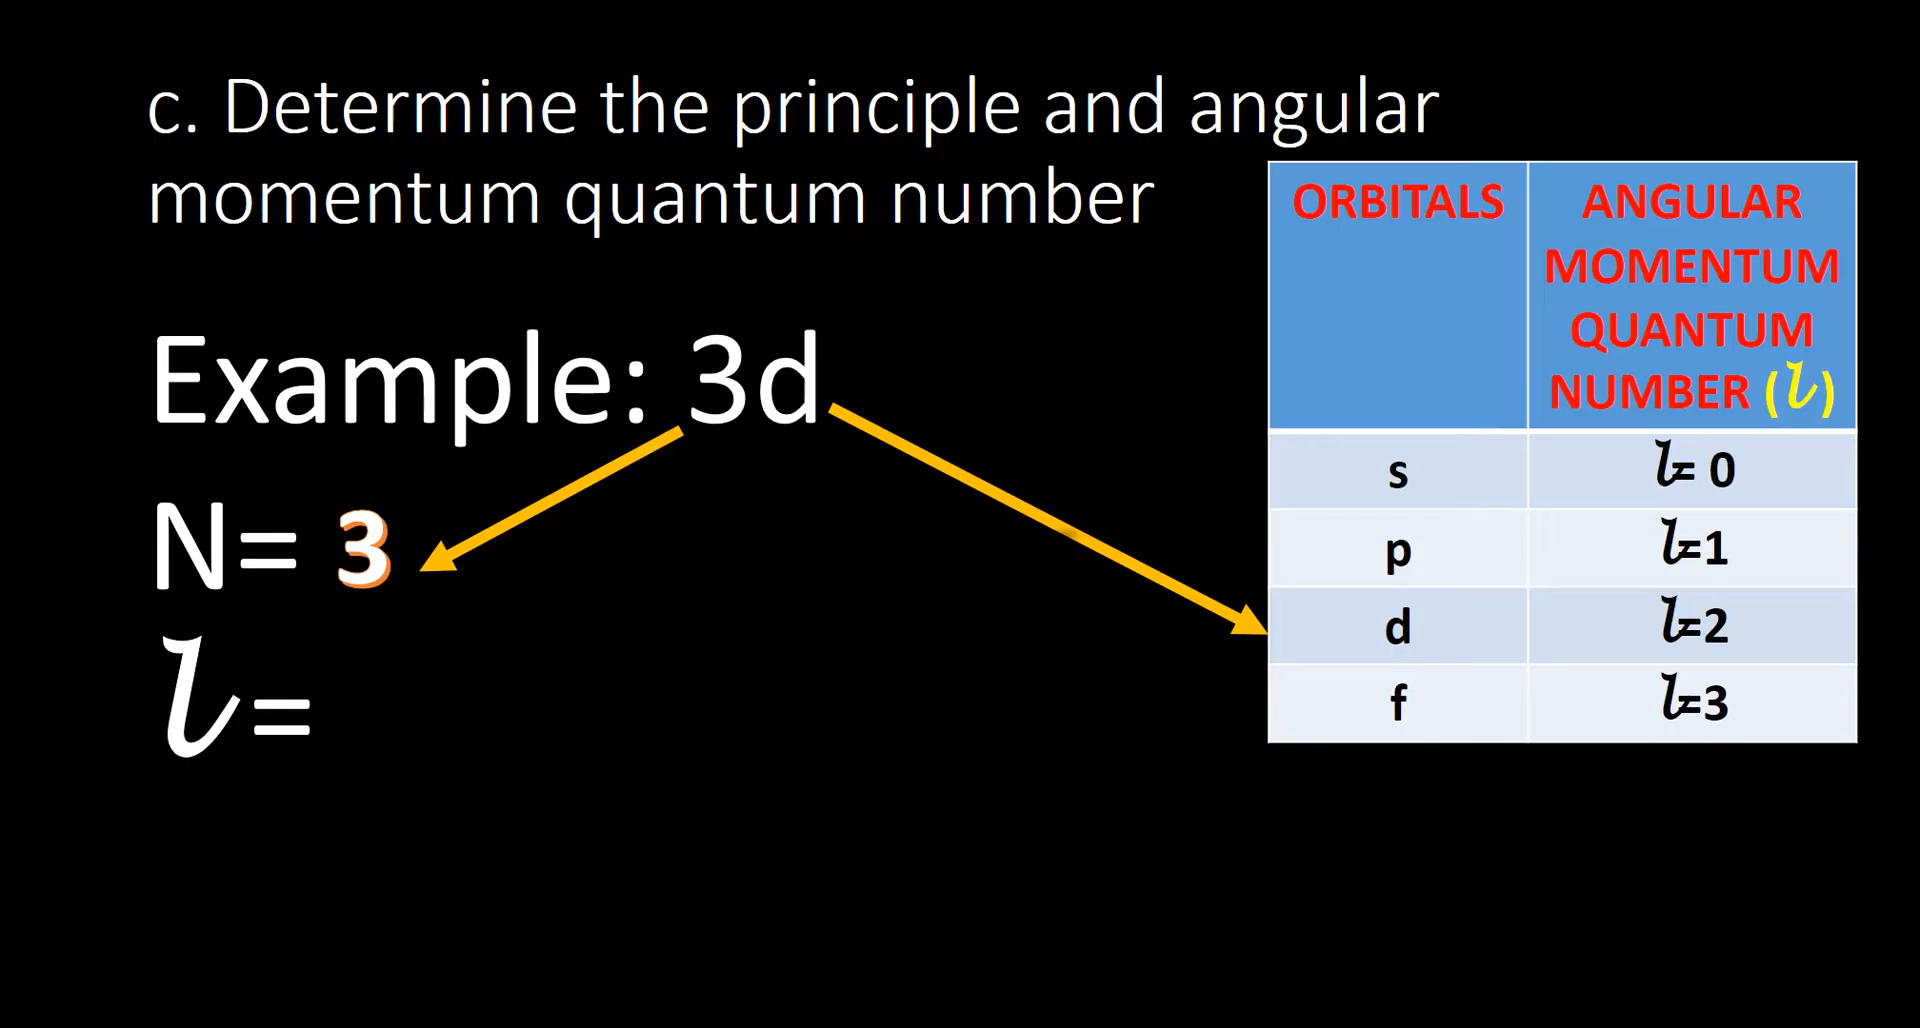 c. Determine the principle and angular
momentum quantum number
Example: 3d
N= 3
l=
ORBITALS
ANGULAR
MOMENTUM
QUANTUM
NUMBER (l)
s
l= 0
p
l=1
d
l=2
f
l=3